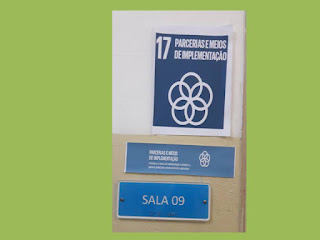 17 PARCERIAS E MEIOS
DE IMPLEMENTAÇÃO
PARCERIAS E MEIOS
DE IMPLEMENTAÇÃO
SALA 09